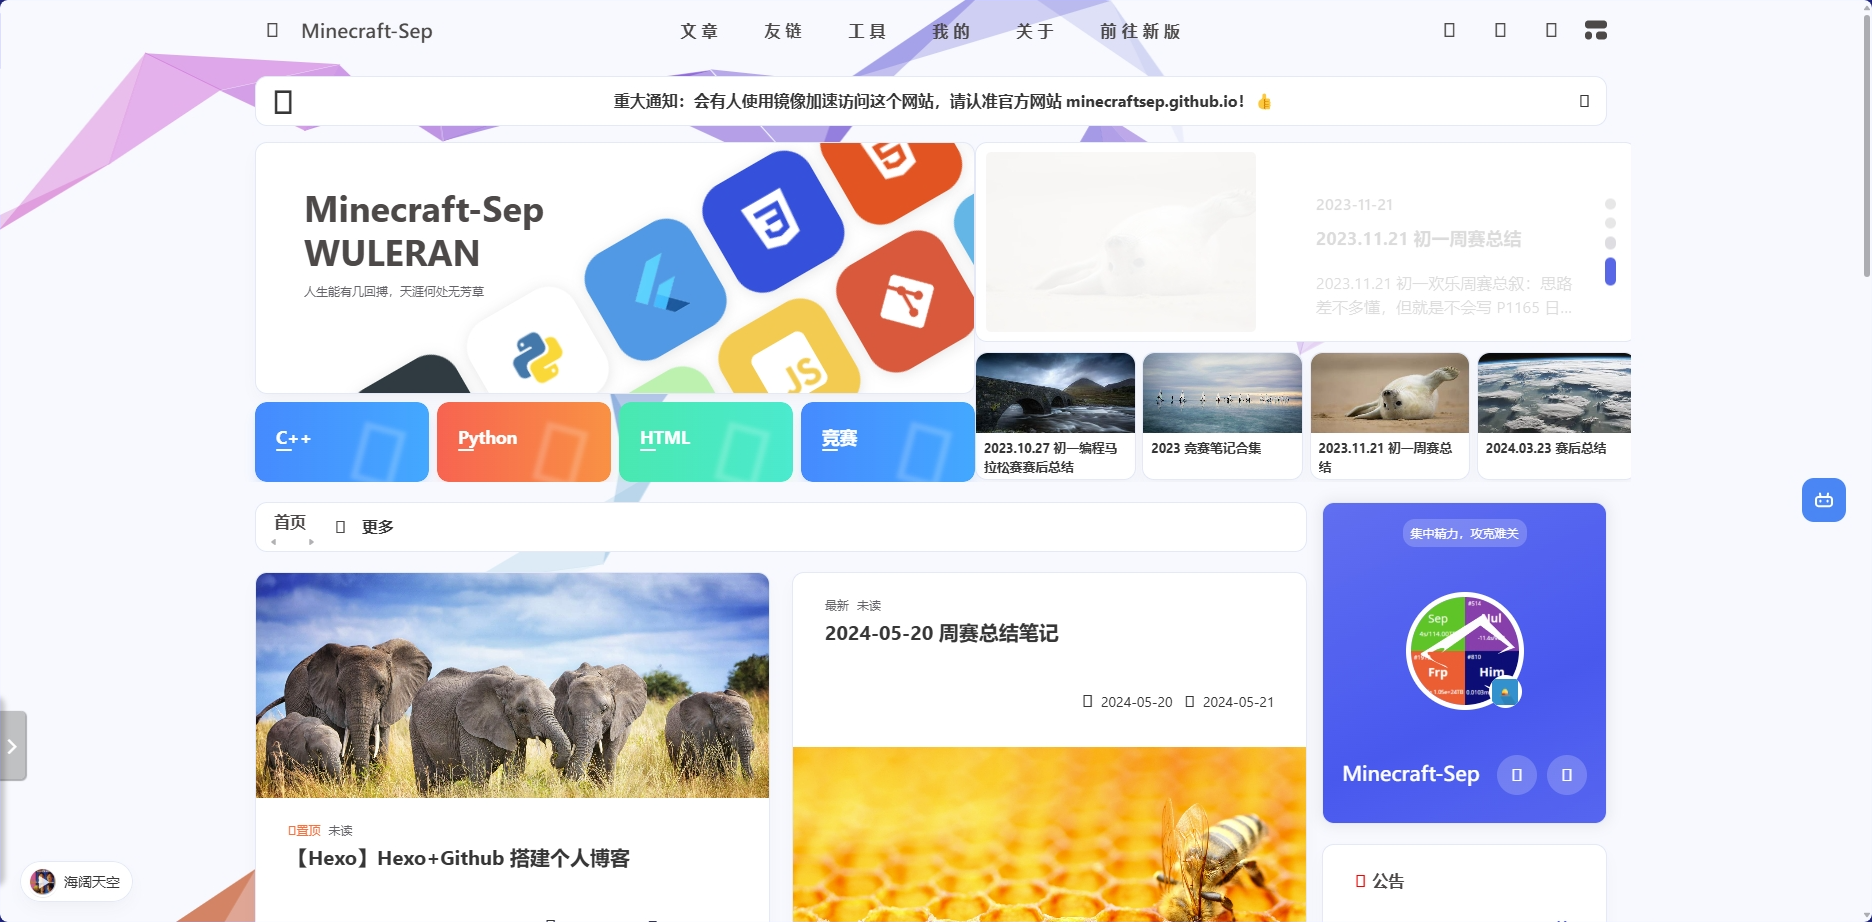 Minecraft-Sep
文章 友链 工具 我的 关于 前往新版
重大通知：会有人使用镜像加速访问这个网站，请认准官方网站 minecraftsep.github.io！👍
Minecraft-Sep
WULERAN
人生能有几回搏，天涯何处无芳草
JS
2023-11-21
2023.11.21 初一周赛总结
2023.11.21 初一欢乐周赛总叙：思路
差不多懂，但就是不会写 P1165 日...
C++
Python
HTML
竞赛
2023.10.27 初一编程马
拉松赛赛后总结
2023 竞赛笔记合集
2023.11.21 初一周赛总
结
2024.03.23 赛后总结
首页
更多
置顶 未读
【Hexo】Hexo+Github 搭建个人博客
最新 未读
2024-05-20 周赛总结笔记
2024-05-20 2024-05-21
集中精力，攻克难关
#514
Sep
Jul
#810
Frp
Him
Minecraft-Sep
公告
海阔天空